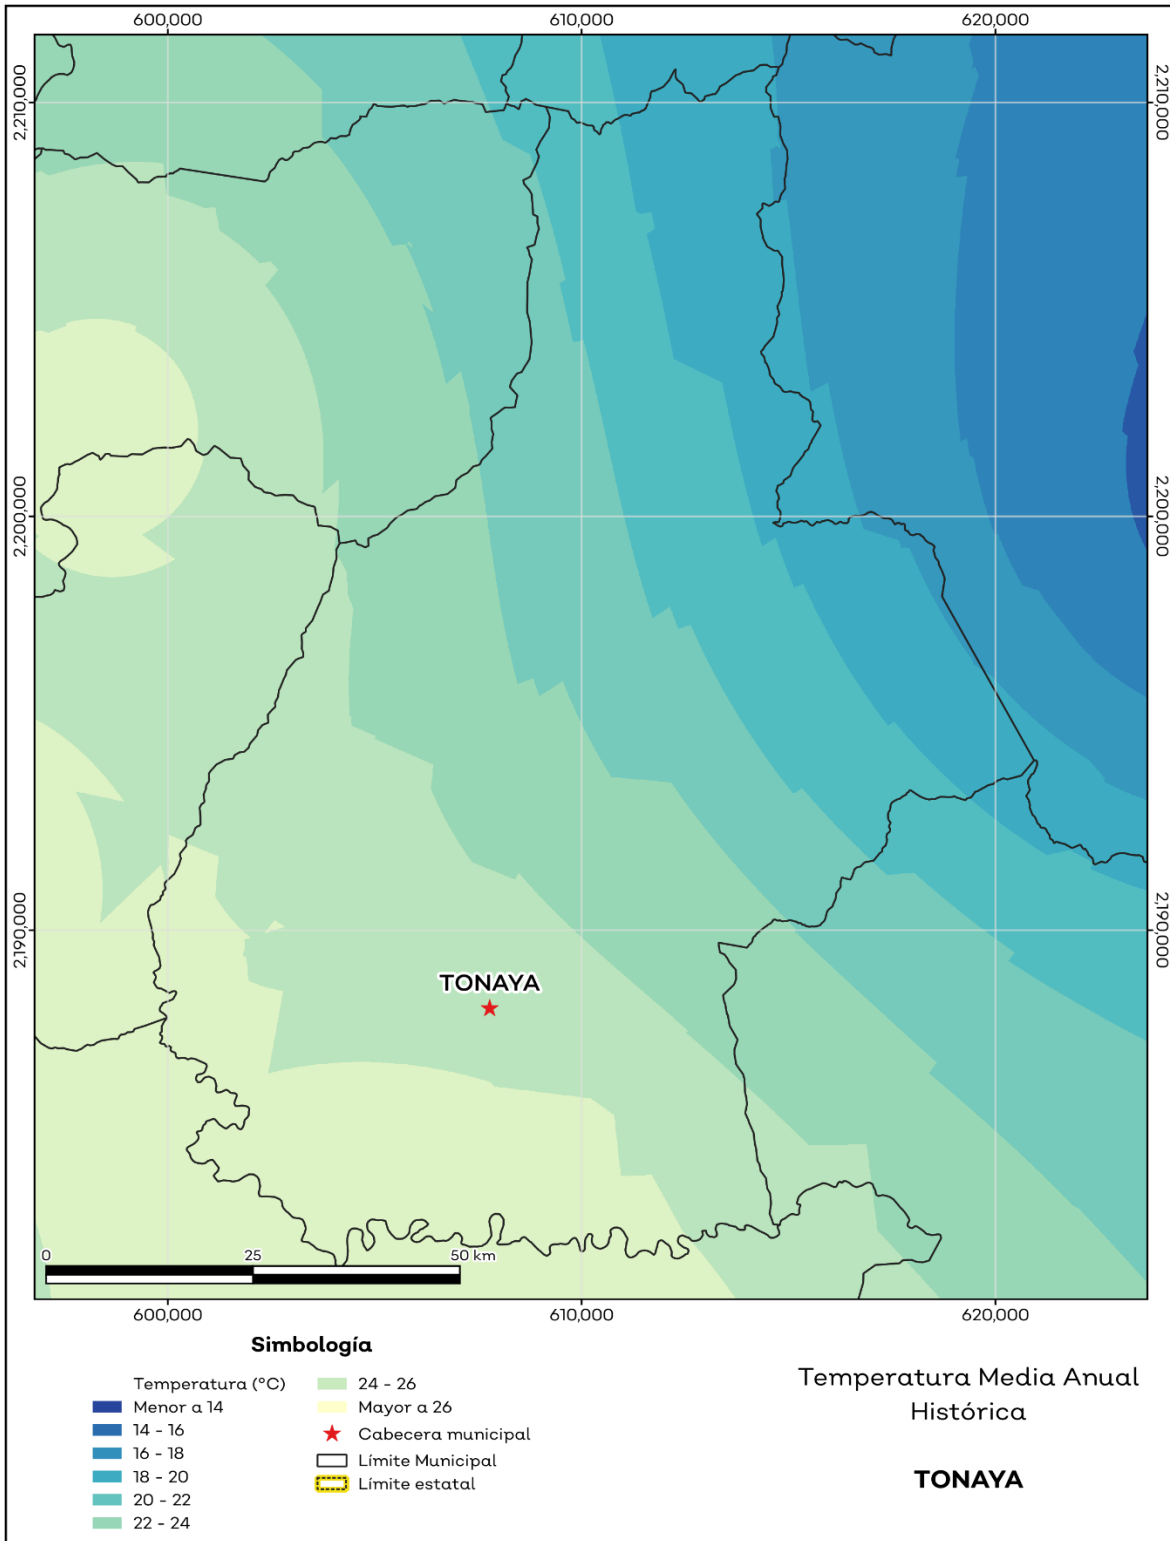 600,000
610,000
620,000
2,210,000
2,210,000
2,200,000
2,200,000
2,190,000
2,190,000
TONAYA
0 25 50 km
600,000
610,000
620,000
Simbología
Temperatura (°C)
Menor a 14
14 - 16
16 - 18
18 - 20
20 - 22
22 - 24
24 - 26
Mayor a 26
Cabecera municipal
Límite Municipal
Límite estatal
Temperatura Media Anual
Histórica
TONAYA